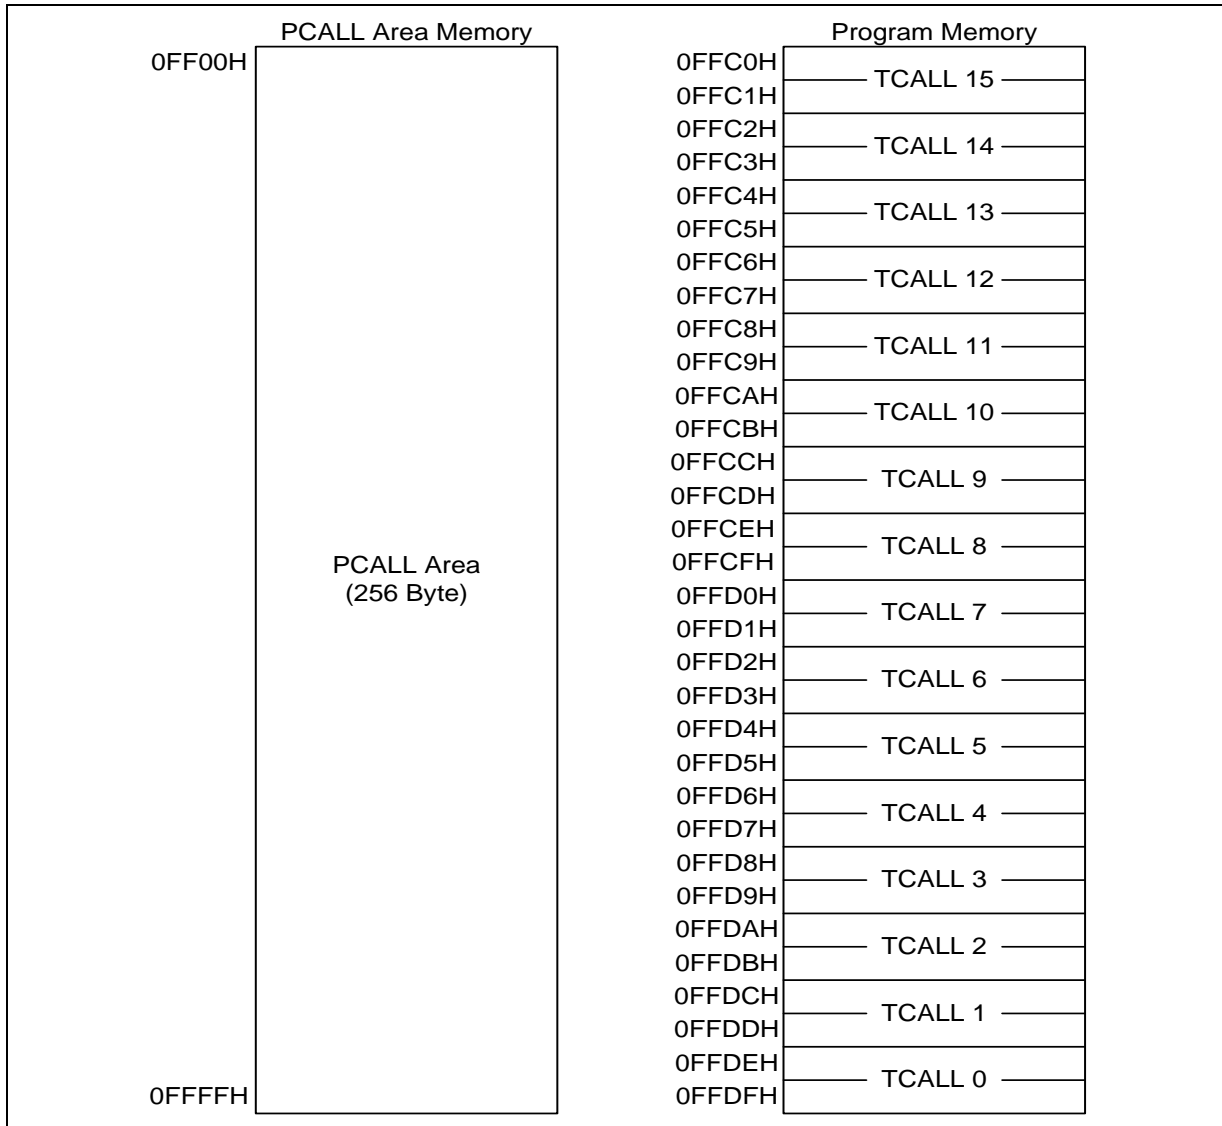 PCALL Area Memory
0FF00H
PCALL Area
(256 Byte)
0FFFFH
Program Memory
0FFC0H
TCALL 15
0FFC1H
0FFC2H
TCALL 14
0FFC3H
0FFC4H
TCALL 13
0FFC5H
0FFC6H
TCALL 12
0FFC7H
0FFC8H
TCALL 11
0FFC9H
0FFCAH
TCALL 10
0FFCBH
0FFCCH
TCALL 9
0FFCDH
0FFCEH
TCALL 8
0FFCFH
0FFD0H
TCALL 7
0FFD1H
0FFD2H
TCALL 6
0FFD3H
0FFD4H
TCALL 5
0FFD5H
0FFD6H
TCALL 4
0FFD7H
0FFD8H
TCALL 3
0FFD9H
0FFDAH
TCALL 2
0FFDBH
0FFDCH
TCALL 1
0FFDDH
0FFDEH
TCALL 0
0FFDFH